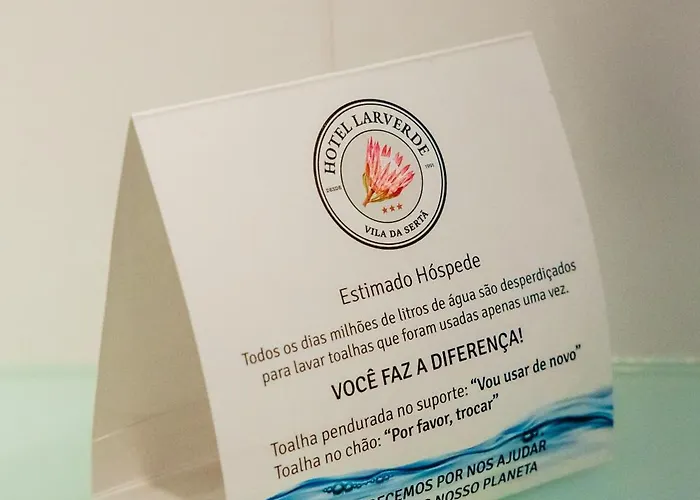 HOTEL LARVERDE
DESDE 1991
VILA DA SERTÃ
Estimado Hóspede
Todos os dias milhões de litros de água são desperdiçados
para lavar toalhas que foram usadas apenas uma vez.
VOCÊ FAZ A DIFERENÇA!
Toalha pendurada no suporte: “Vou usar de novo”
Toalha no chão: “Por favor, trocar”
POR NOS AJUDAR
NOSSO PLANETA